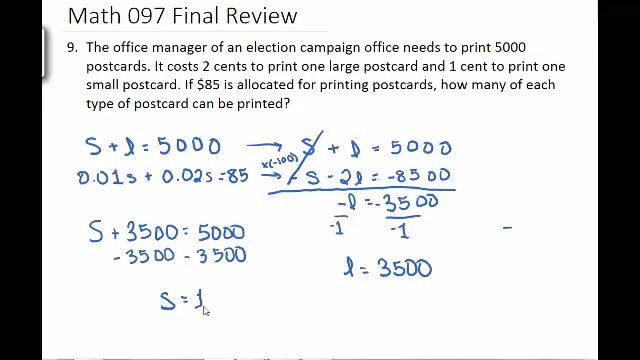 Math 097 Final Review
9. The office manager of an election campaign office needs to print 5000
postcards. It costs 2 cents to print one large postcard and 1 cent to print one
small postcard. If $85 is allocated for printing postcards, how many of each
type of postcard can be printed?
S + l = 5000 → S + l = 5000
0.01s + 0.02s = 85 x(-100) → -S - 2l = -8500
-l = -3500
-1 -1
S + 3500 = 5000
- 3500 - 3500
l = 3500
S = 1